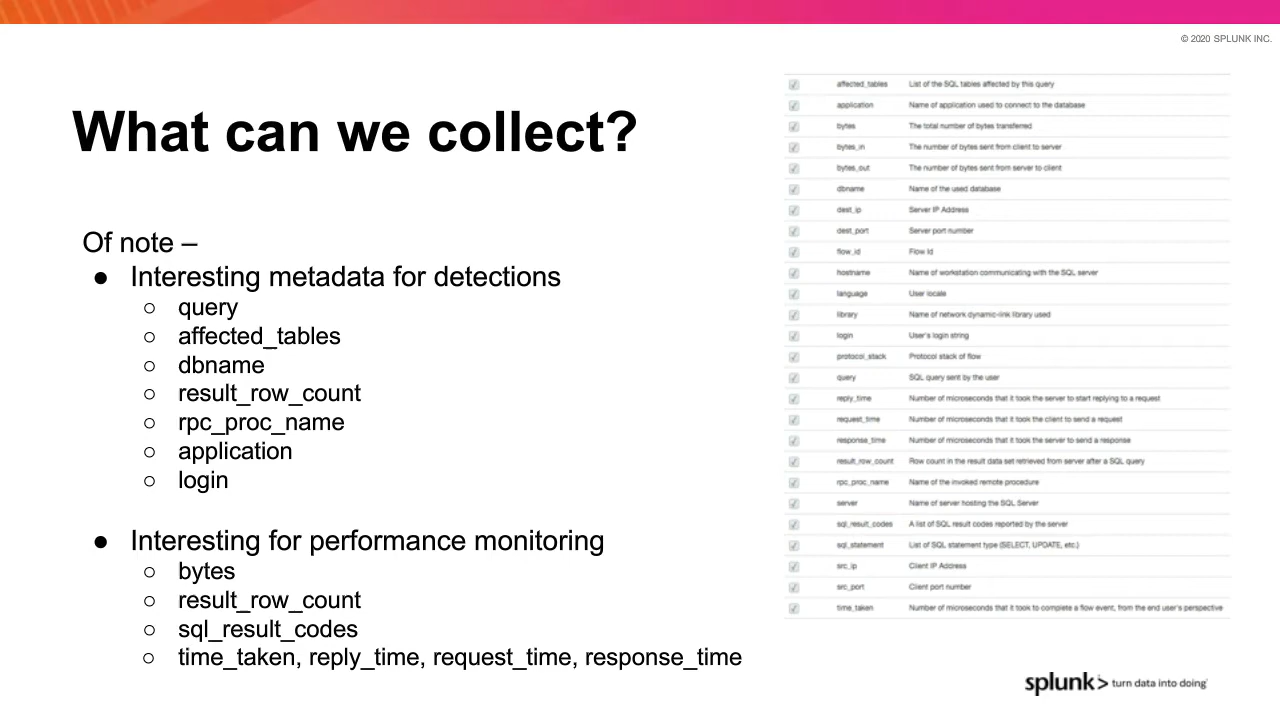 © 2020 SPLUNK INC.
What can we collect?
Of note –
● Interesting metadata for detections
○ query
○ affected_tables
○ dbname
○ result_row_count
○ rpc_proc_name
○ application
○ login
● Interesting for performance monitoring
○ bytes
○ result_row_count
○ sql_result_codes
○ time_taken, reply_time, request_time, response_time
affected_tables List of the SQL tables affected by this query
application Name of application used to connect to the database
bytes The total number of bytes transferred
bytes_in The number of bytes sent from client to server
bytes_out The number of bytes sent from server to client
dbname Name of the used database
dest_ip Server IP Address
dest_port Server port number
flow_id Flow Id
hostname Name of workstation communicating with the SQL server
language User locale
library Name of network dynamic-link library used
login User's login string
protocol_stack Protocol stack of flow
query SQL query sent by the user
reply_time Number of microseconds that it took the server to start replying to a request
request_time Number of microseconds that it took the client to send a request
response_time Number of microseconds that it took the server to send a response
result_row_count Row count in the result data set retrieved from server after a SQL query
rpc_proc_name Name of the invoked remote procedure
server Name of server hosting the SQL Server
sql_result_codes A list of SQL result codes reported by the server
sql_statement List of SQL statement type (SELECT, UPDATE, etc.)
src_ip Client IP Address
src_port Client port number
time_taken Number of microseconds that it took to complete a flow event, from the end user's perspective
splunk> turn data into doing